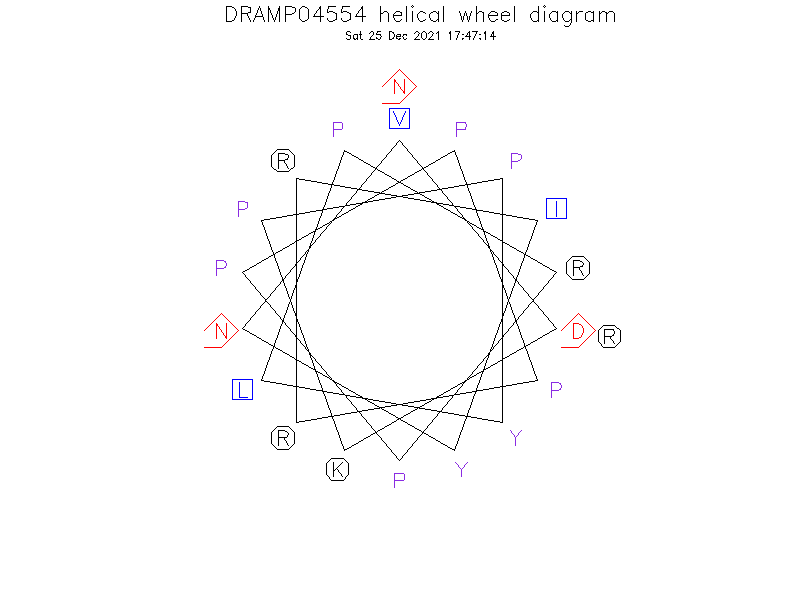 DRAMP04554 helical wheel diagram
Sat 25 Dec 2021 17:47:14
N
P V P
R P
P I
P R
N D R
L P
R Y
K P Y